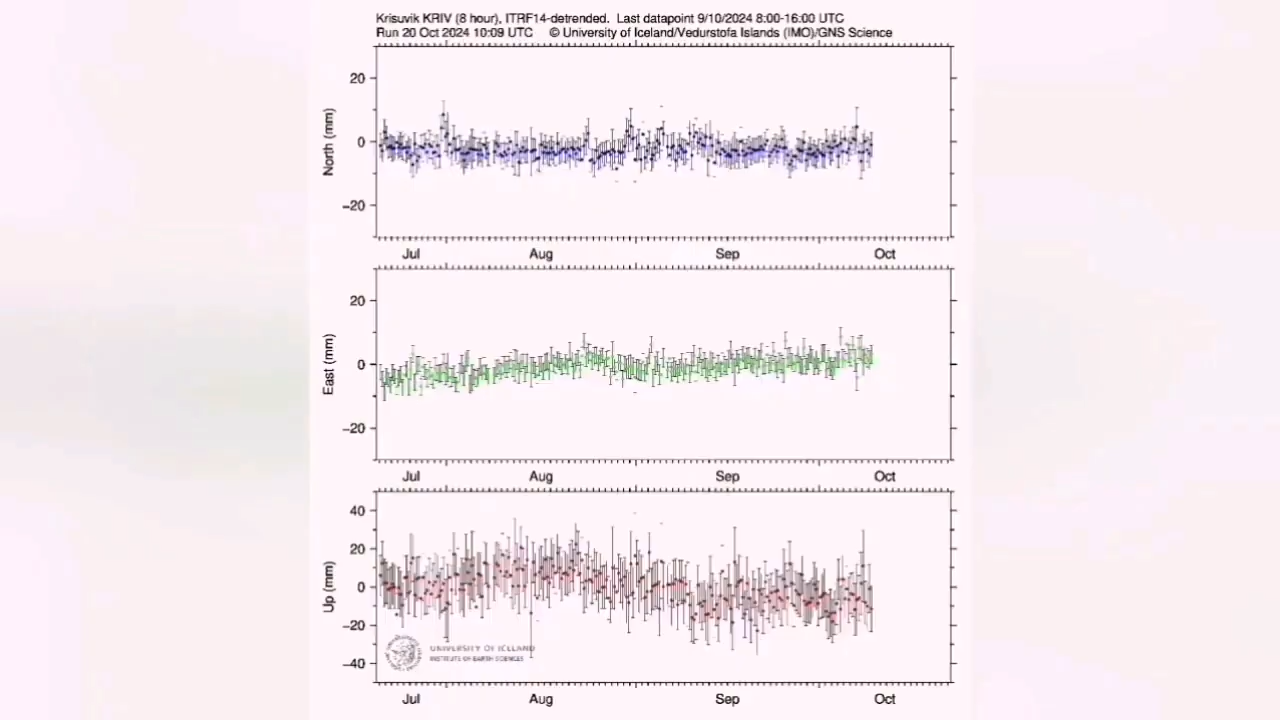 Krisuvik KRIV (8 hour), ITRF14-detrended. Last datapoint 9/10/2024 8:00-16:00 UTC
Run 20 Oct 2024 10:09 UTC © University of Iceland/Vedurstofa Islands (IMO)/GNS Science
20
0
−20
North (mm)
Jul Aug Sep Oct
20
0
−20
East (mm)
Jul Aug Sep Oct
40
20
0
−20
−40
Up (mm)
UNIVERSITY OF ICELAND
INSTITUTE OF EARTH SCIENCES
Jul Aug Sep Oct